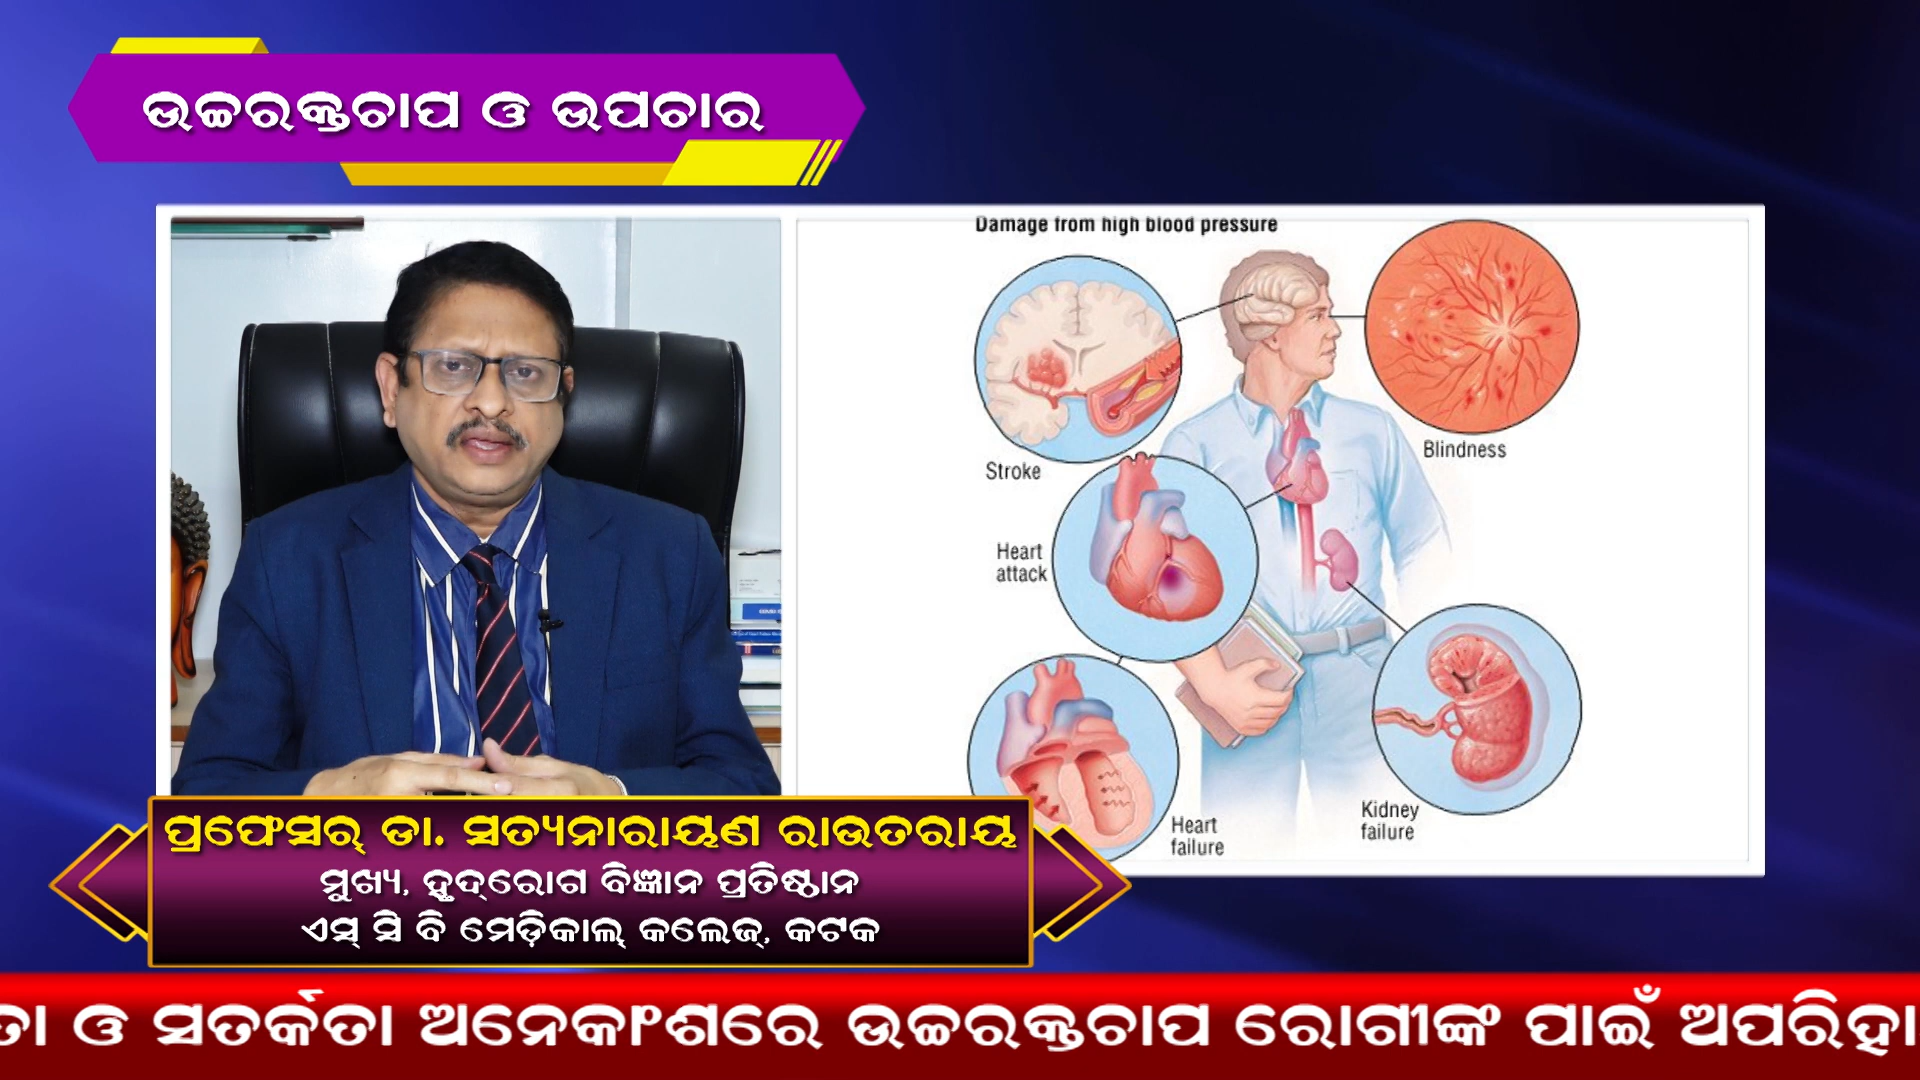 ଉଚ୍ଚରକ୍ତଚାପ ଓ ଉପଚାର
Damage from high blood pressure
Stroke
Blindness
Heart
attack
Heart
failure
Kidney
failure
ପ୍ରଫେସର୍ ଡା. ସତ୍ୟନାରାୟଣ ରାଉତରାୟ
ମୁଖ୍ୟ, ହୃଦ୍‌ରୋଗ ବିଜ୍ଞାନ ପ୍ରତିଷ୍ଠାନ
ଏସ୍ ସି ବି ମେଡ଼ିକାଲ୍ କଲେଜ୍, କଟକ
ତା ଓ ସତର୍କତା ଅନେକାଂଶରେ ଉଚ୍ଚରକ୍ତଚାପ ରୋଗୀଙ୍କ ପାଇଁ ଅପରିହା